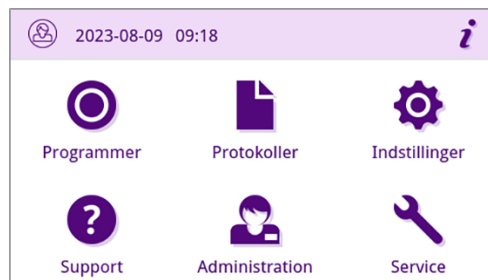 2023-08-09 09:18 i
Programmer Protokoller Indstillinger
? 
Support Administration Service